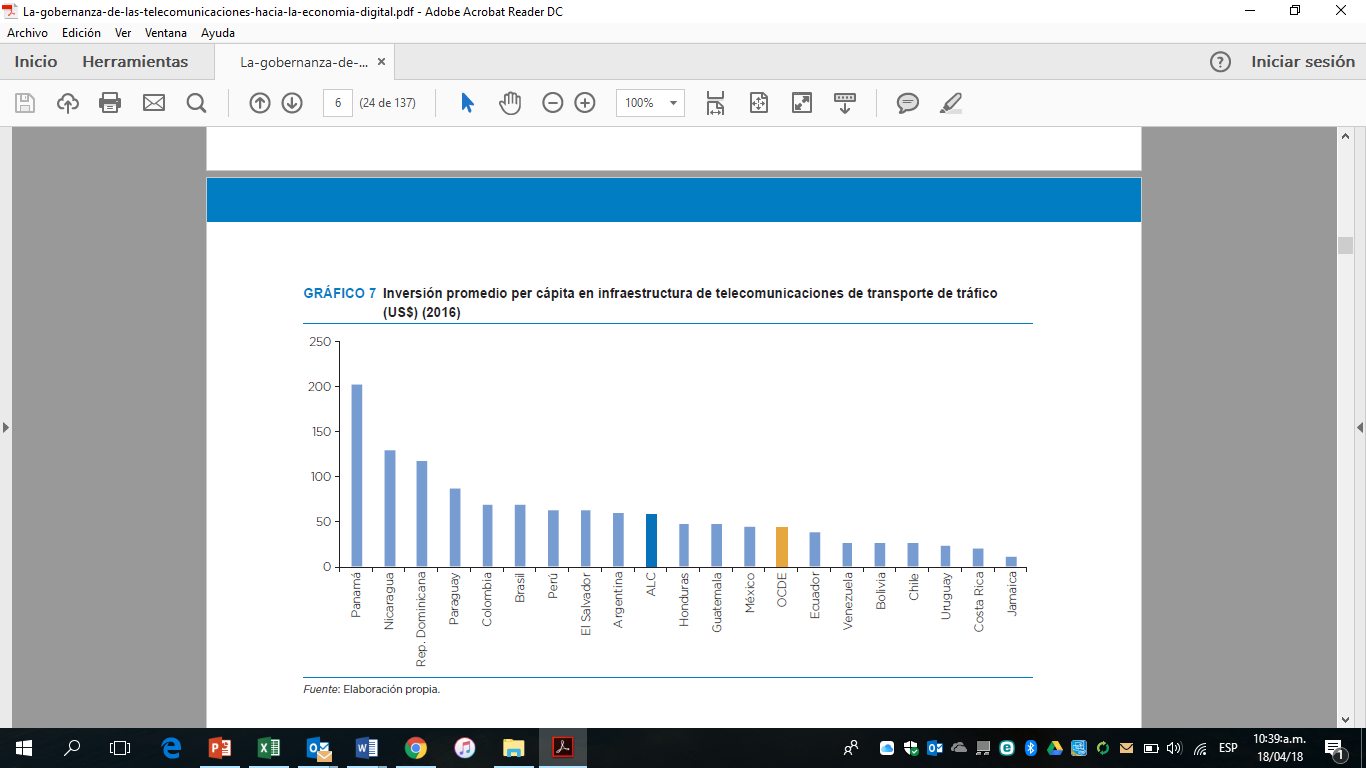 La-gobernanza-de-las-telecomunicaciones-hacia-la-economia-digital.pdf - Adobe Acrobat Reader DC
Archivo Edición Ver Ventana Ayuda
Inicio Herramientas La-gobernanza-de-... × ? Iniciar sesión
6 (24 de 137) 100%
GRÁFICO 7 Inversión promedio per cápita en infraestructura de telecomunicaciones de transporte de tráfico
(US$) (2016)
250
200
150
100
50
0
Panamá
Nicaragua
Rep. Dominicana
Paraguay
Colombia
Brasil
Perú
El Salvador
Argentina
ALC
Honduras
Guatemala
México
OCDE
Ecuador
Venezuela
Bolivia
Chile
Uruguay
Costa Rica
Jamaica
Fuente: Elaboración propia.
ESP
10:39a.m.
18/04/18
1